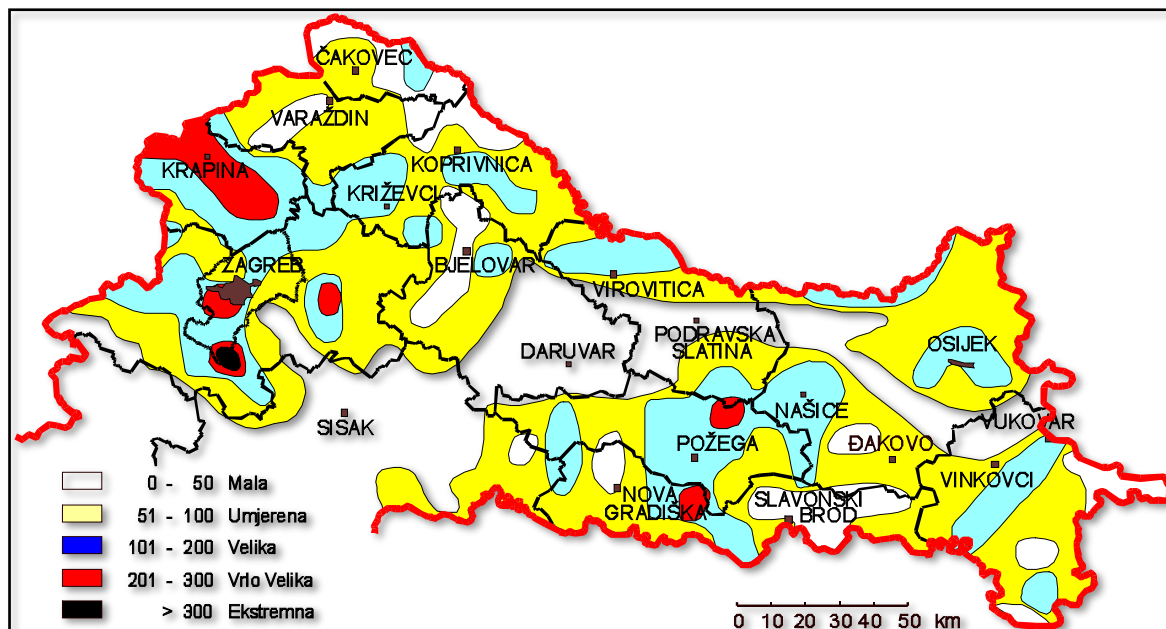 ČAKOVEC
VARAŽDIN
KOPRIVNICA
KRAPINA
KRIŽEVCI
ZAGREB
BJELOVAR
VIROVITICA
PODRAVSKA
SLATINA
DARUVAR
OSIJEK
NAŠICE
SISAK
VUKOVAR
POŽEGA
ĐAKOVO
VINKOVCI
NOVA
GRADIŠKA
SLAVONSKI
BROD
0 - 50 Mala
51 - 100 Umjerena
101 - 200 Velika
201 - 300 Vrlo Velika
> 300 Ekstremna
0 10 20 30 40 50 km